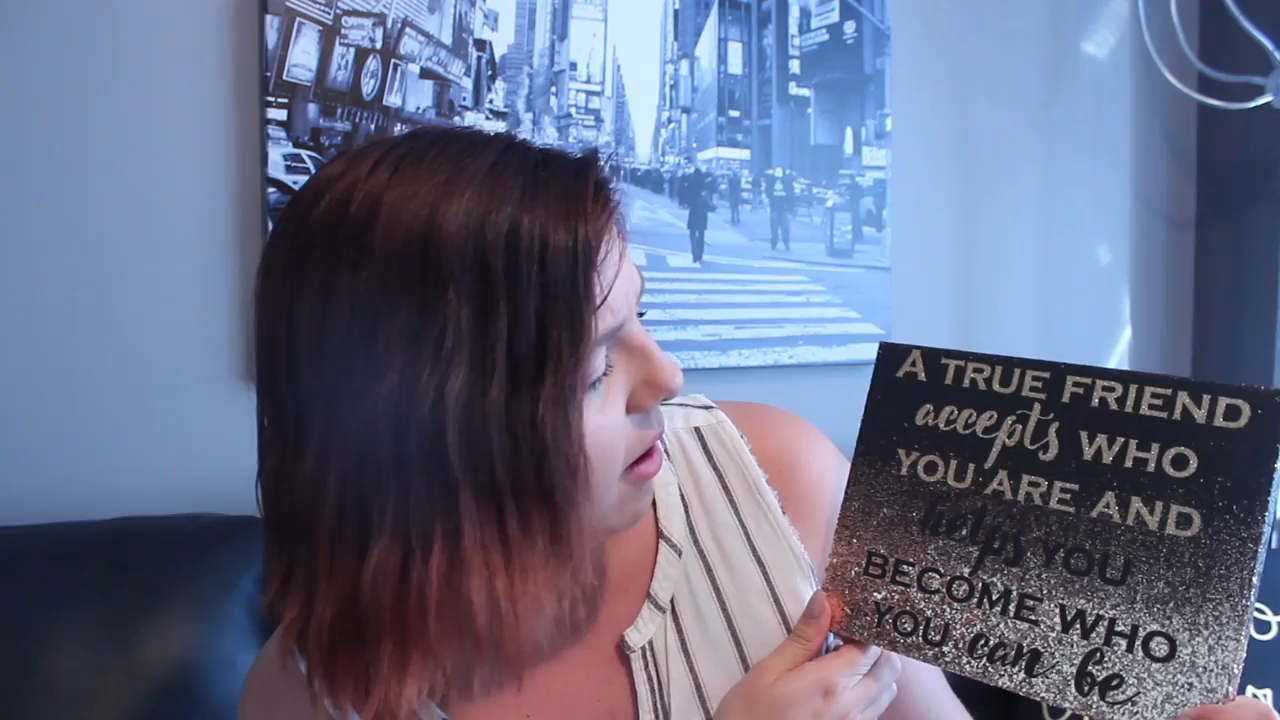 A TRUE FRIEND
accepts WHO
YOU ARE AND
helps YOU
BECOME WHO
YOU can be